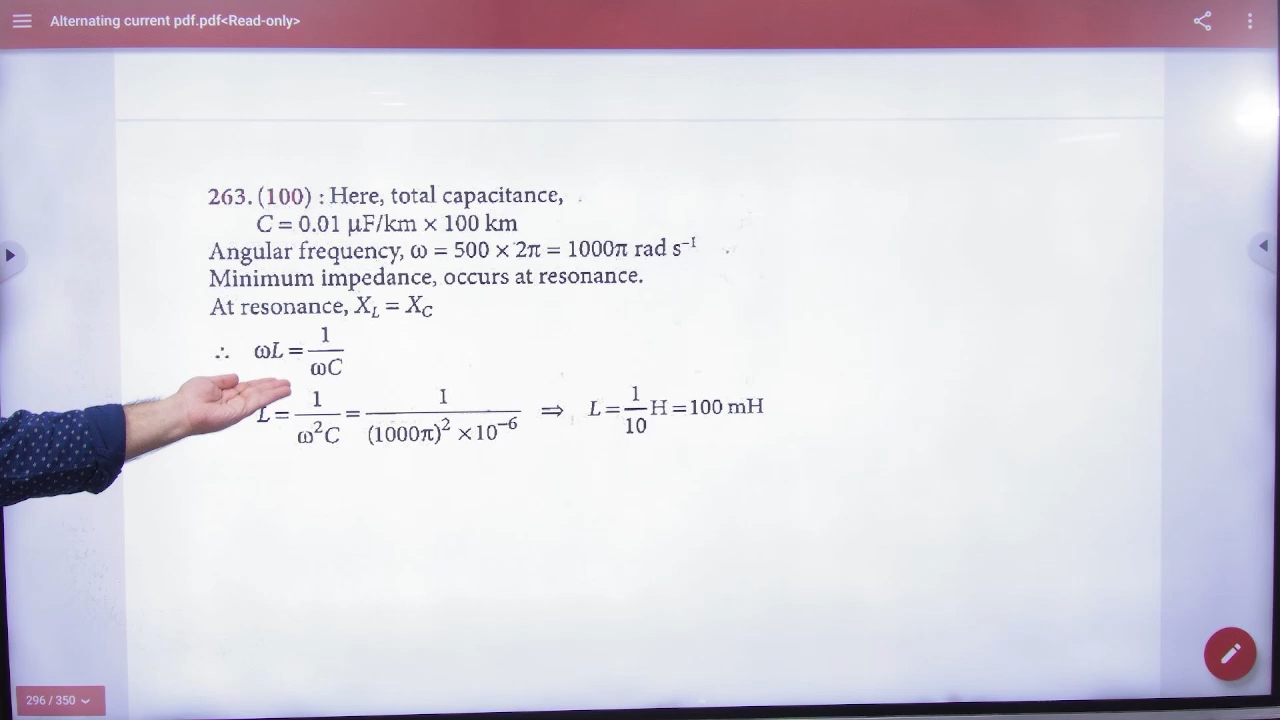 Alternating current pdf.pdf<Read-only>
263. (100) : Here, total capacitance,
C = 0.01 μF/km × 100 km
Angular frequency, ω = 500 × 2π = 1000π rad s⁻¹
Minimum impedance, occurs at resonance.
At resonance, X_L = X_C
∴ ωL = 1/ωC
L = 1/ω²C = 1/(1000π)² × 10⁻⁶ ⇒ L = 1/10 H = 100 mH
296 / 350